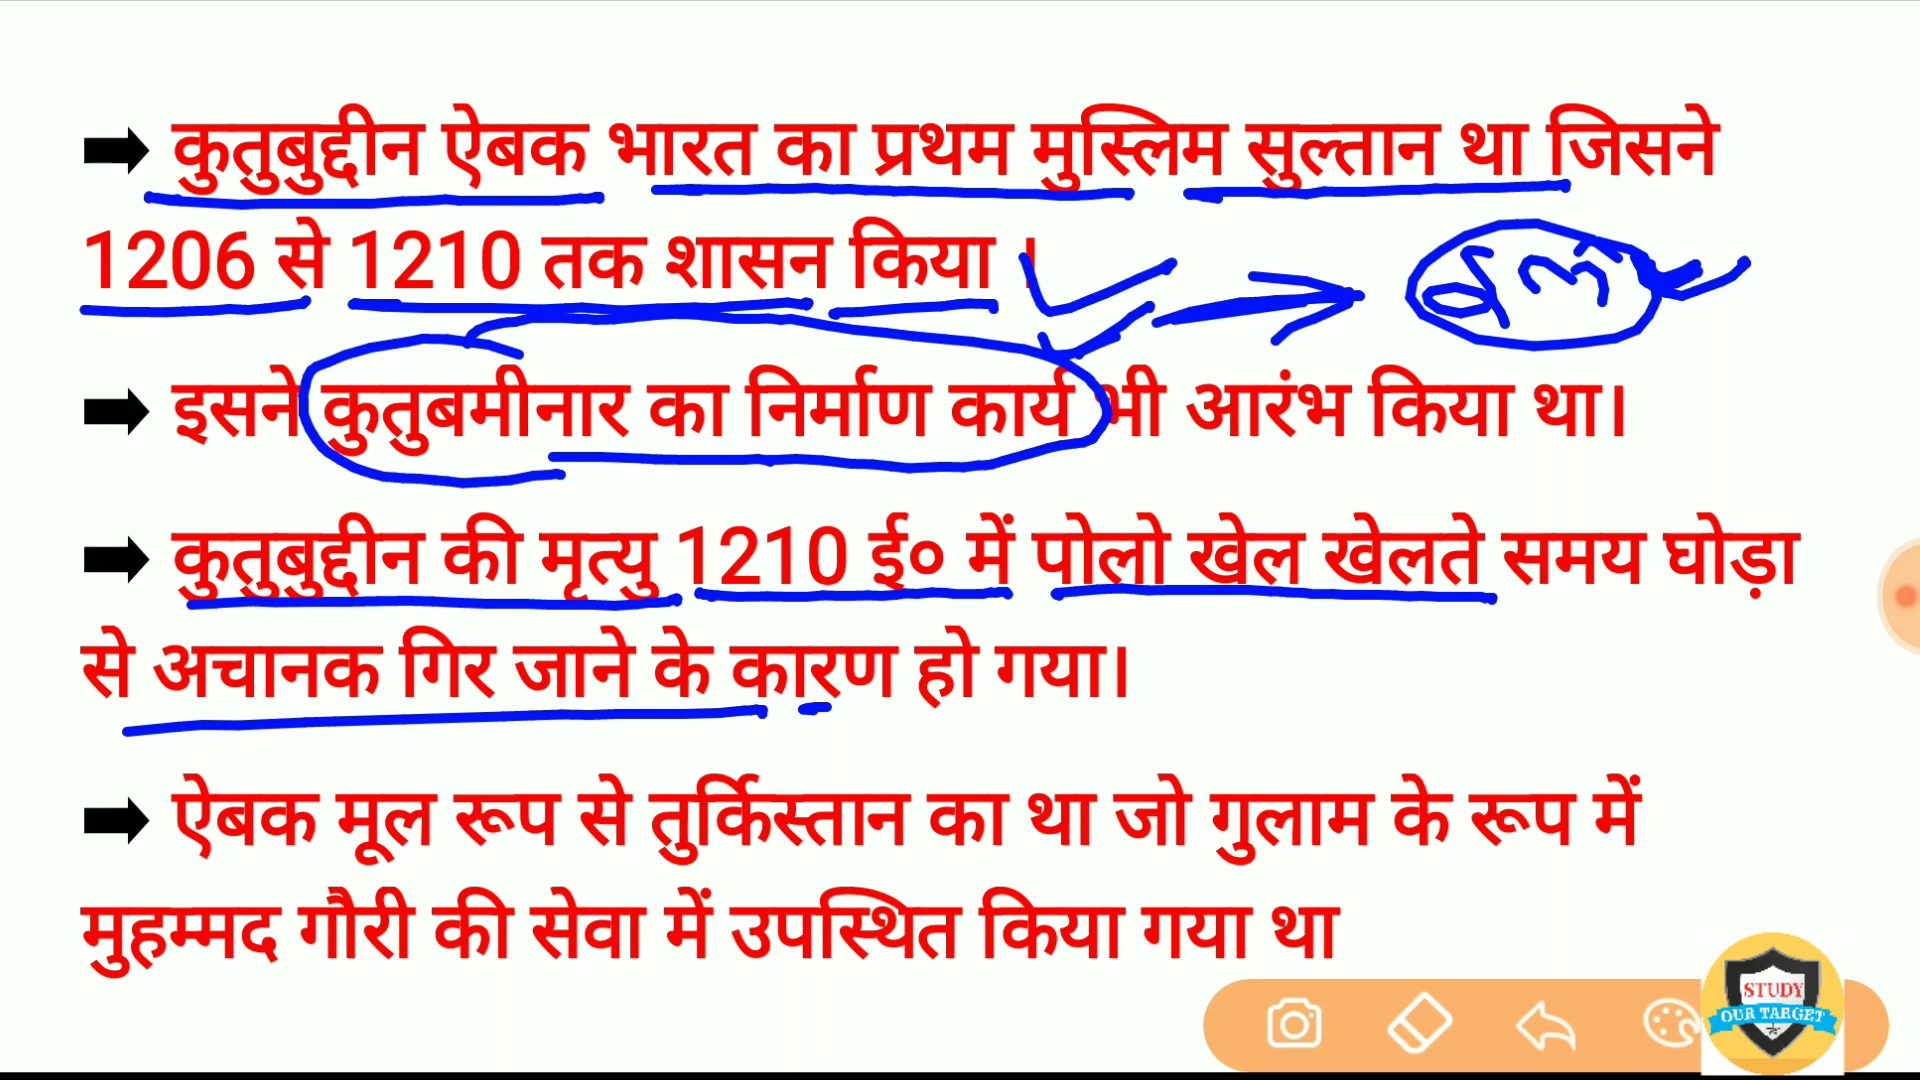 ➡ कुतुबुद्दीन ऐबक भारत का प्रथम मुस्लिम सुल्तान था जिसने
1206 से 1210 तक शासन किया ।
➡ इसने कुतुबमीनार का निर्माण कार्य भी आरंभ किया था।
➡ कुतुबुद्दीन की मृत्यु 1210 ई० में पोलो खेल खेलते समय घोड़ा
से अचानक गिर जाने के कारण हो गया।
➡ ऐबक मूल रूप से तुर्किस्तान का था जो गुलाम के रूप में
मुहम्मद गौरी की सेवा में उपस्थित किया गया था
STUDY
OUR TARGET